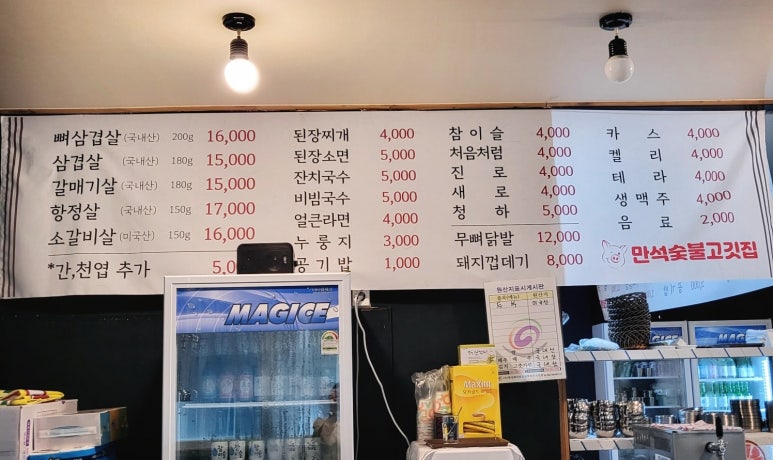 뼈삼겹살 (국내산) 200g 16,000
삼겹살 (국내산) 180g 15,000
갈매기살 (국내산) 180g 15,000
항정살 (국내산) 150g 17,000
소갈비살 (미국산) 150g 16,000
*간,천엽 추가 5,0
된장찌개 4,000
된장소면 5,000
잔치국수 5,000
비빔국수 5,000
얼큰라면 4,000
누룽지 3,000
공기밥 1,000
참이슬 4,000
처음처럼 4,000
진로 4,000
새로 4,000
청하 5,000
무뼈닭발 12,000
돼지껍데기 8,000
카스 4,000
켈리 4,000
테라 4,000
생맥주 4,000
음료 2,000
만석숯불고깃집
MAGICE
원산지표시게시판
Maxim